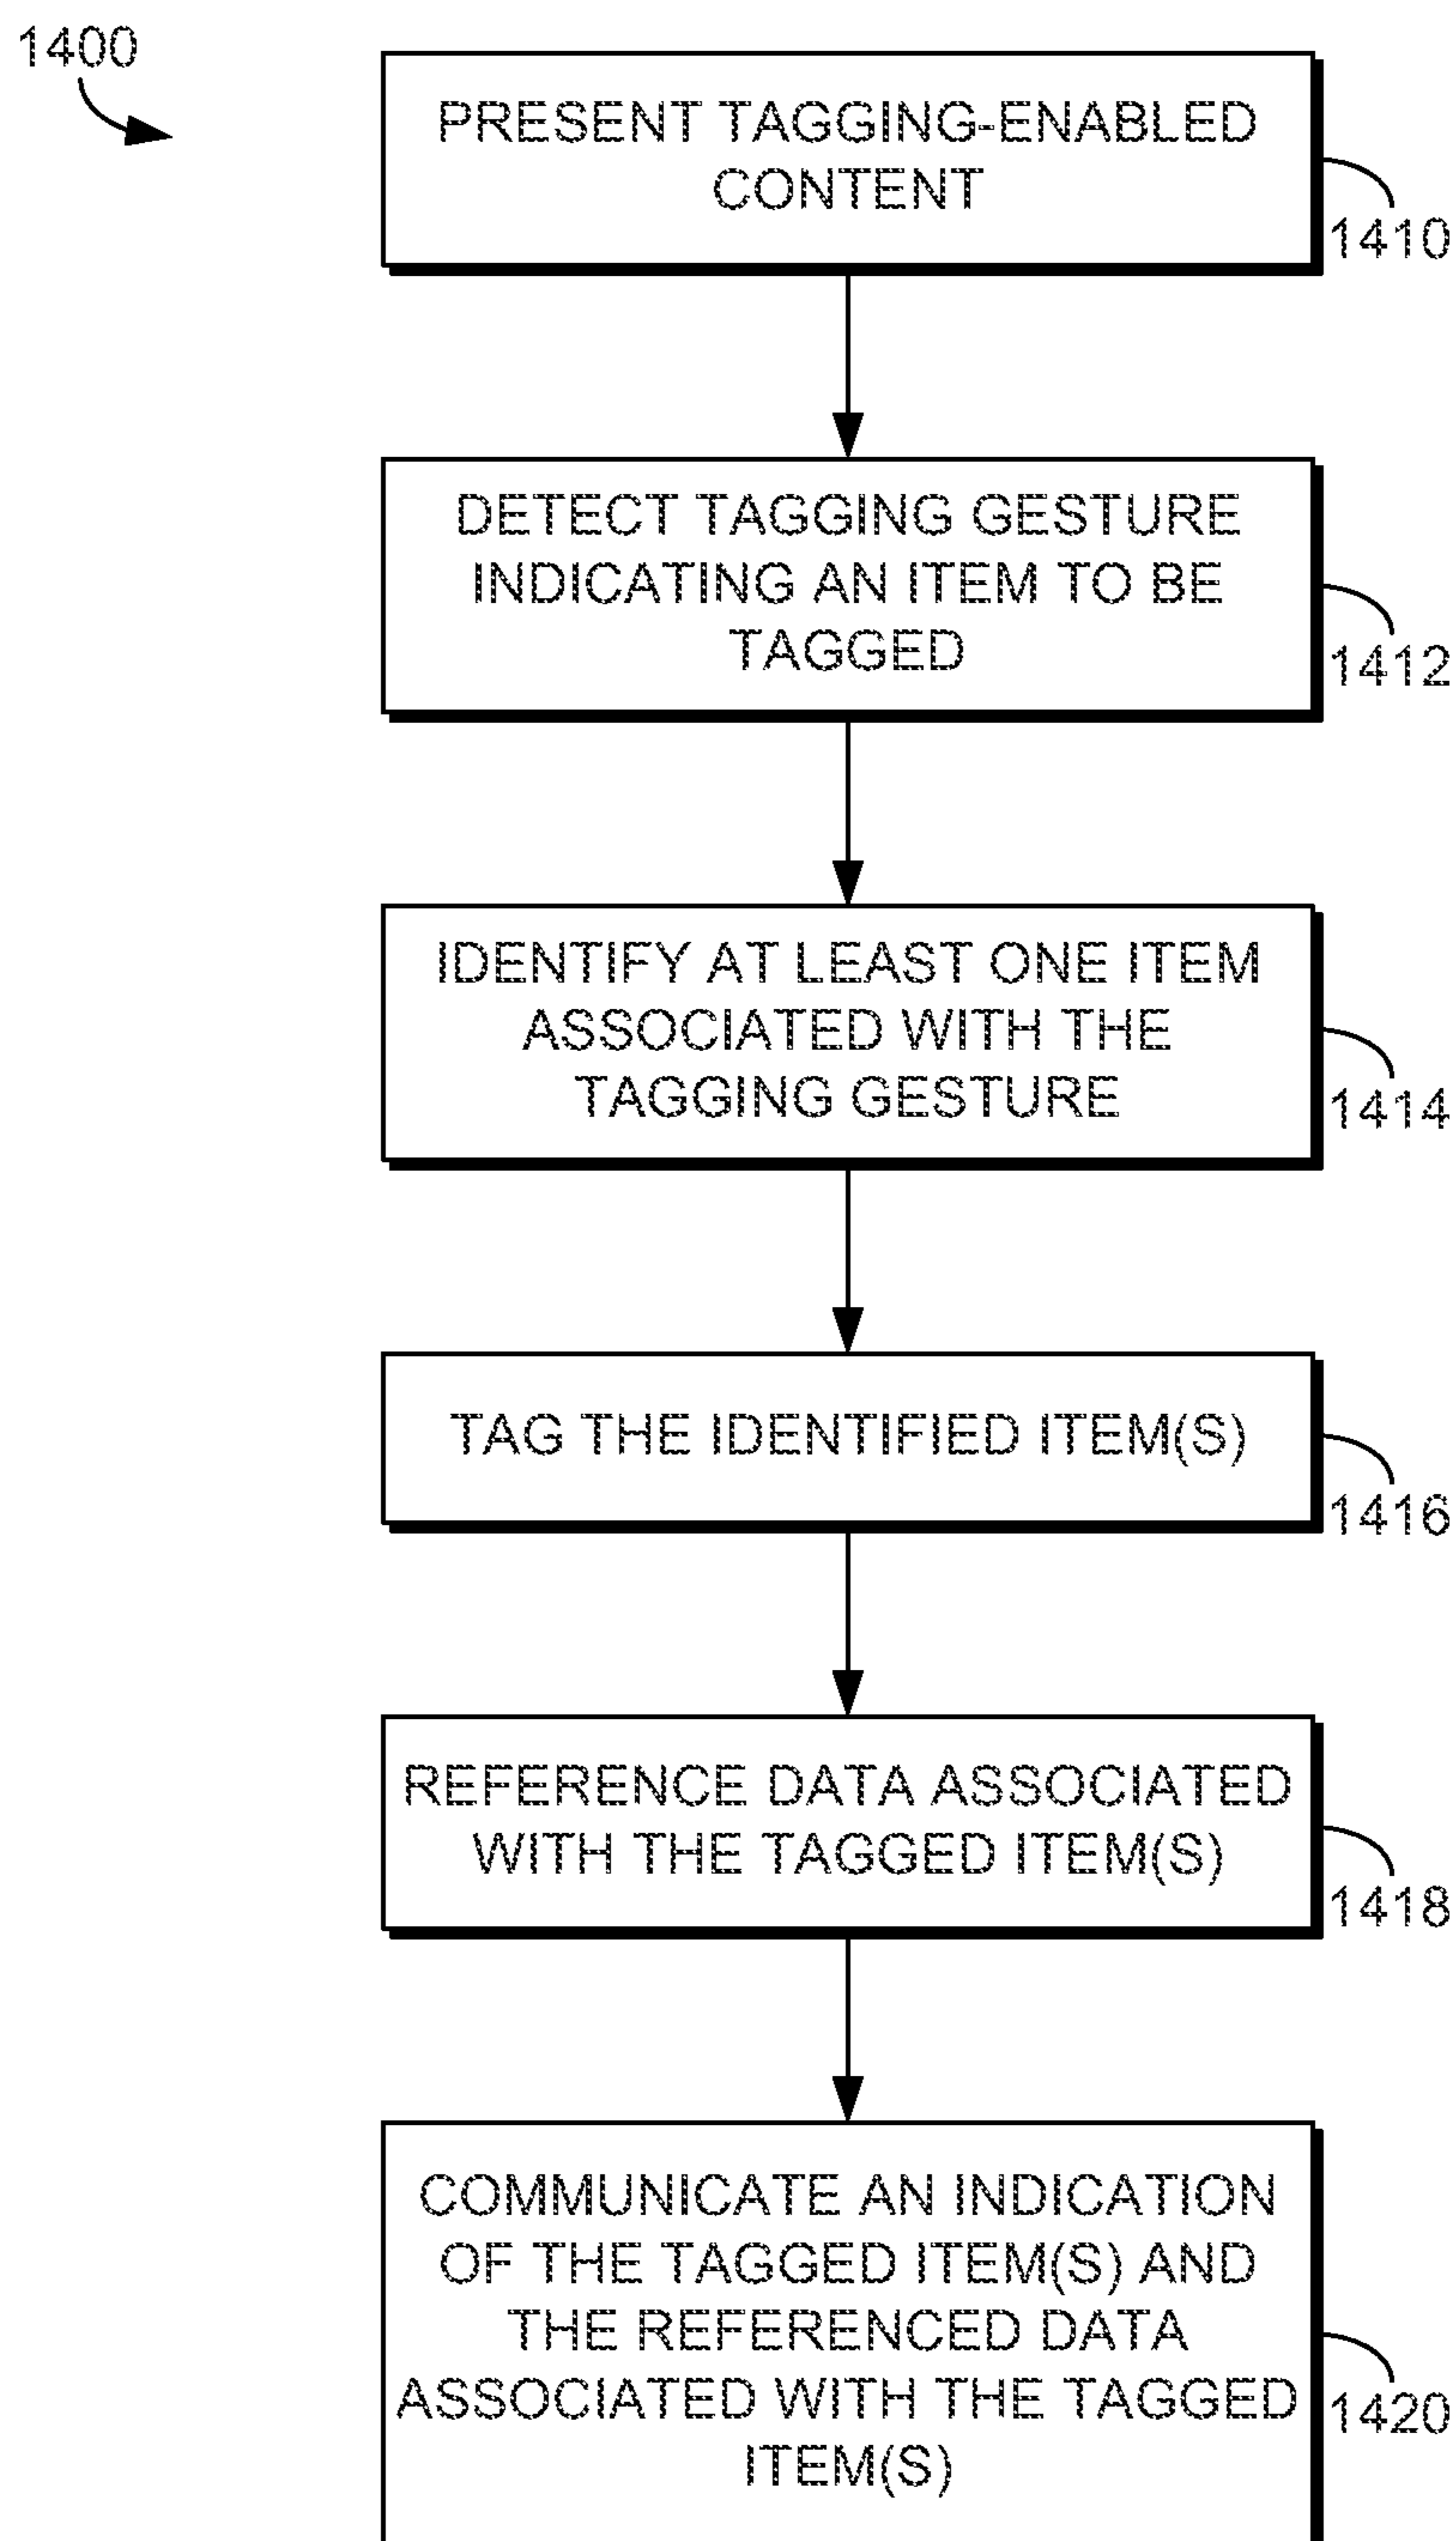 1400
PRESENT TAGGING-ENABLED
CONTENT
1410
DETECT TAGGING GESTURE
INDICATING AN ITEM TO BE
TAGGED
1412
IDENTIFY AT LEAST ONE ITEM
ASSOCIATED WITH THE
TAGGING GESTURE
1414
TAG THE IDENTIFIED ITEM(S)
1416
REFERENCE DATA ASSOCIATED
WITH THE TAGGED ITEM(S)
1418
COMMUNICATE AN INDICATION
OF THE TAGGED ITEM(S) AND
THE REFERENCED DATA
ASSOCIATED WITH THE TAGGED
ITEM(S)
1420